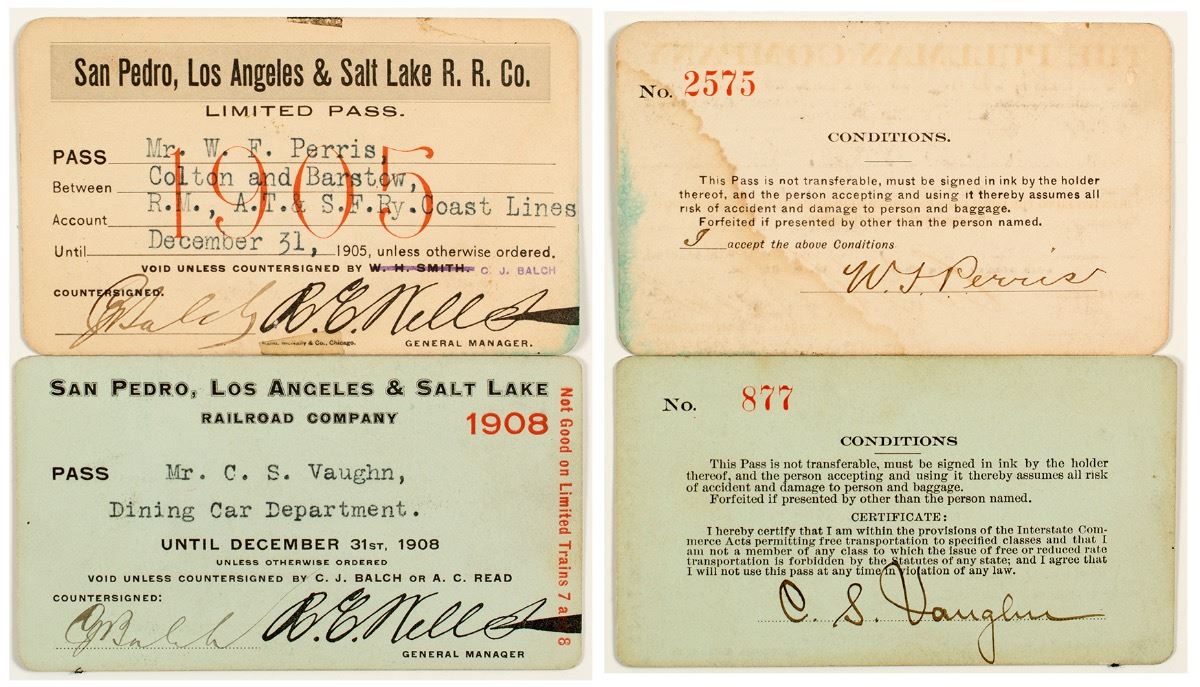 San Pedro, Los Angeles & Salt Lake R. R. Co.
LIMITED PASS.
1905
PASS Mr. W. F. Perris,
Between Colton and Barstow,
Account R.M., A.T.& S.F.Ry.Coast Lines
Until December 31, 1905, unless otherwise ordered.
VOID UNLESS COUNTERSIGNED BY W. H. SMITH. C. J. BALCH
COUNTERSIGNED:
CJ Balch R. E. Wells
& Co., Chicago. GENERAL MANAGER.
SAN PEDRO, LOS ANGELES & SALT LAKE
RAILROAD COMPANY
1908
PASS Mr. C. S. Vaughn,
Dining Car Department.
UNTIL DECEMBER 31ST, 1908
UNLESS OTHERWISE ORDERED
VOID UNLESS COUNTERSIGNED BY C. J. BALCH OR A. C. READ
COUNTERSIGNED:
CJ Balch R. E. Wells
GENERAL MANAGER
Not Good on Limited Trains 7 and 8
THE PULLMAN COMPANY
No. 2575
CONDITIONS.
This Pass is not transferable, must be signed in ink by the holder
thereof, and the person accepting and using it thereby assumes all
risk of accident and damage to person and baggage.
Forfeited if presented by other than the person named.
I accept the above Conditions
W. F. Perris
No. 877
CONDITIONS
This Pass is not transferable, must be signed in ink by the holder
thereof, and the person accepting and using it thereby assumes all risk
of accident and damage to person and baggage.
Forfeited if presented by other than the person named.
CERTIFICATE:
I hereby certify that I am within the provisions of the Interstate Com-
merce Acts permitting free transportation to specified classes and that I
am not a member of any class to which the issue of free or reduced rate
transportation is forbidden by the Statutes of any state; and I agree that
I will not use this pass at any time in violation of any law.
C. S. Vaughn